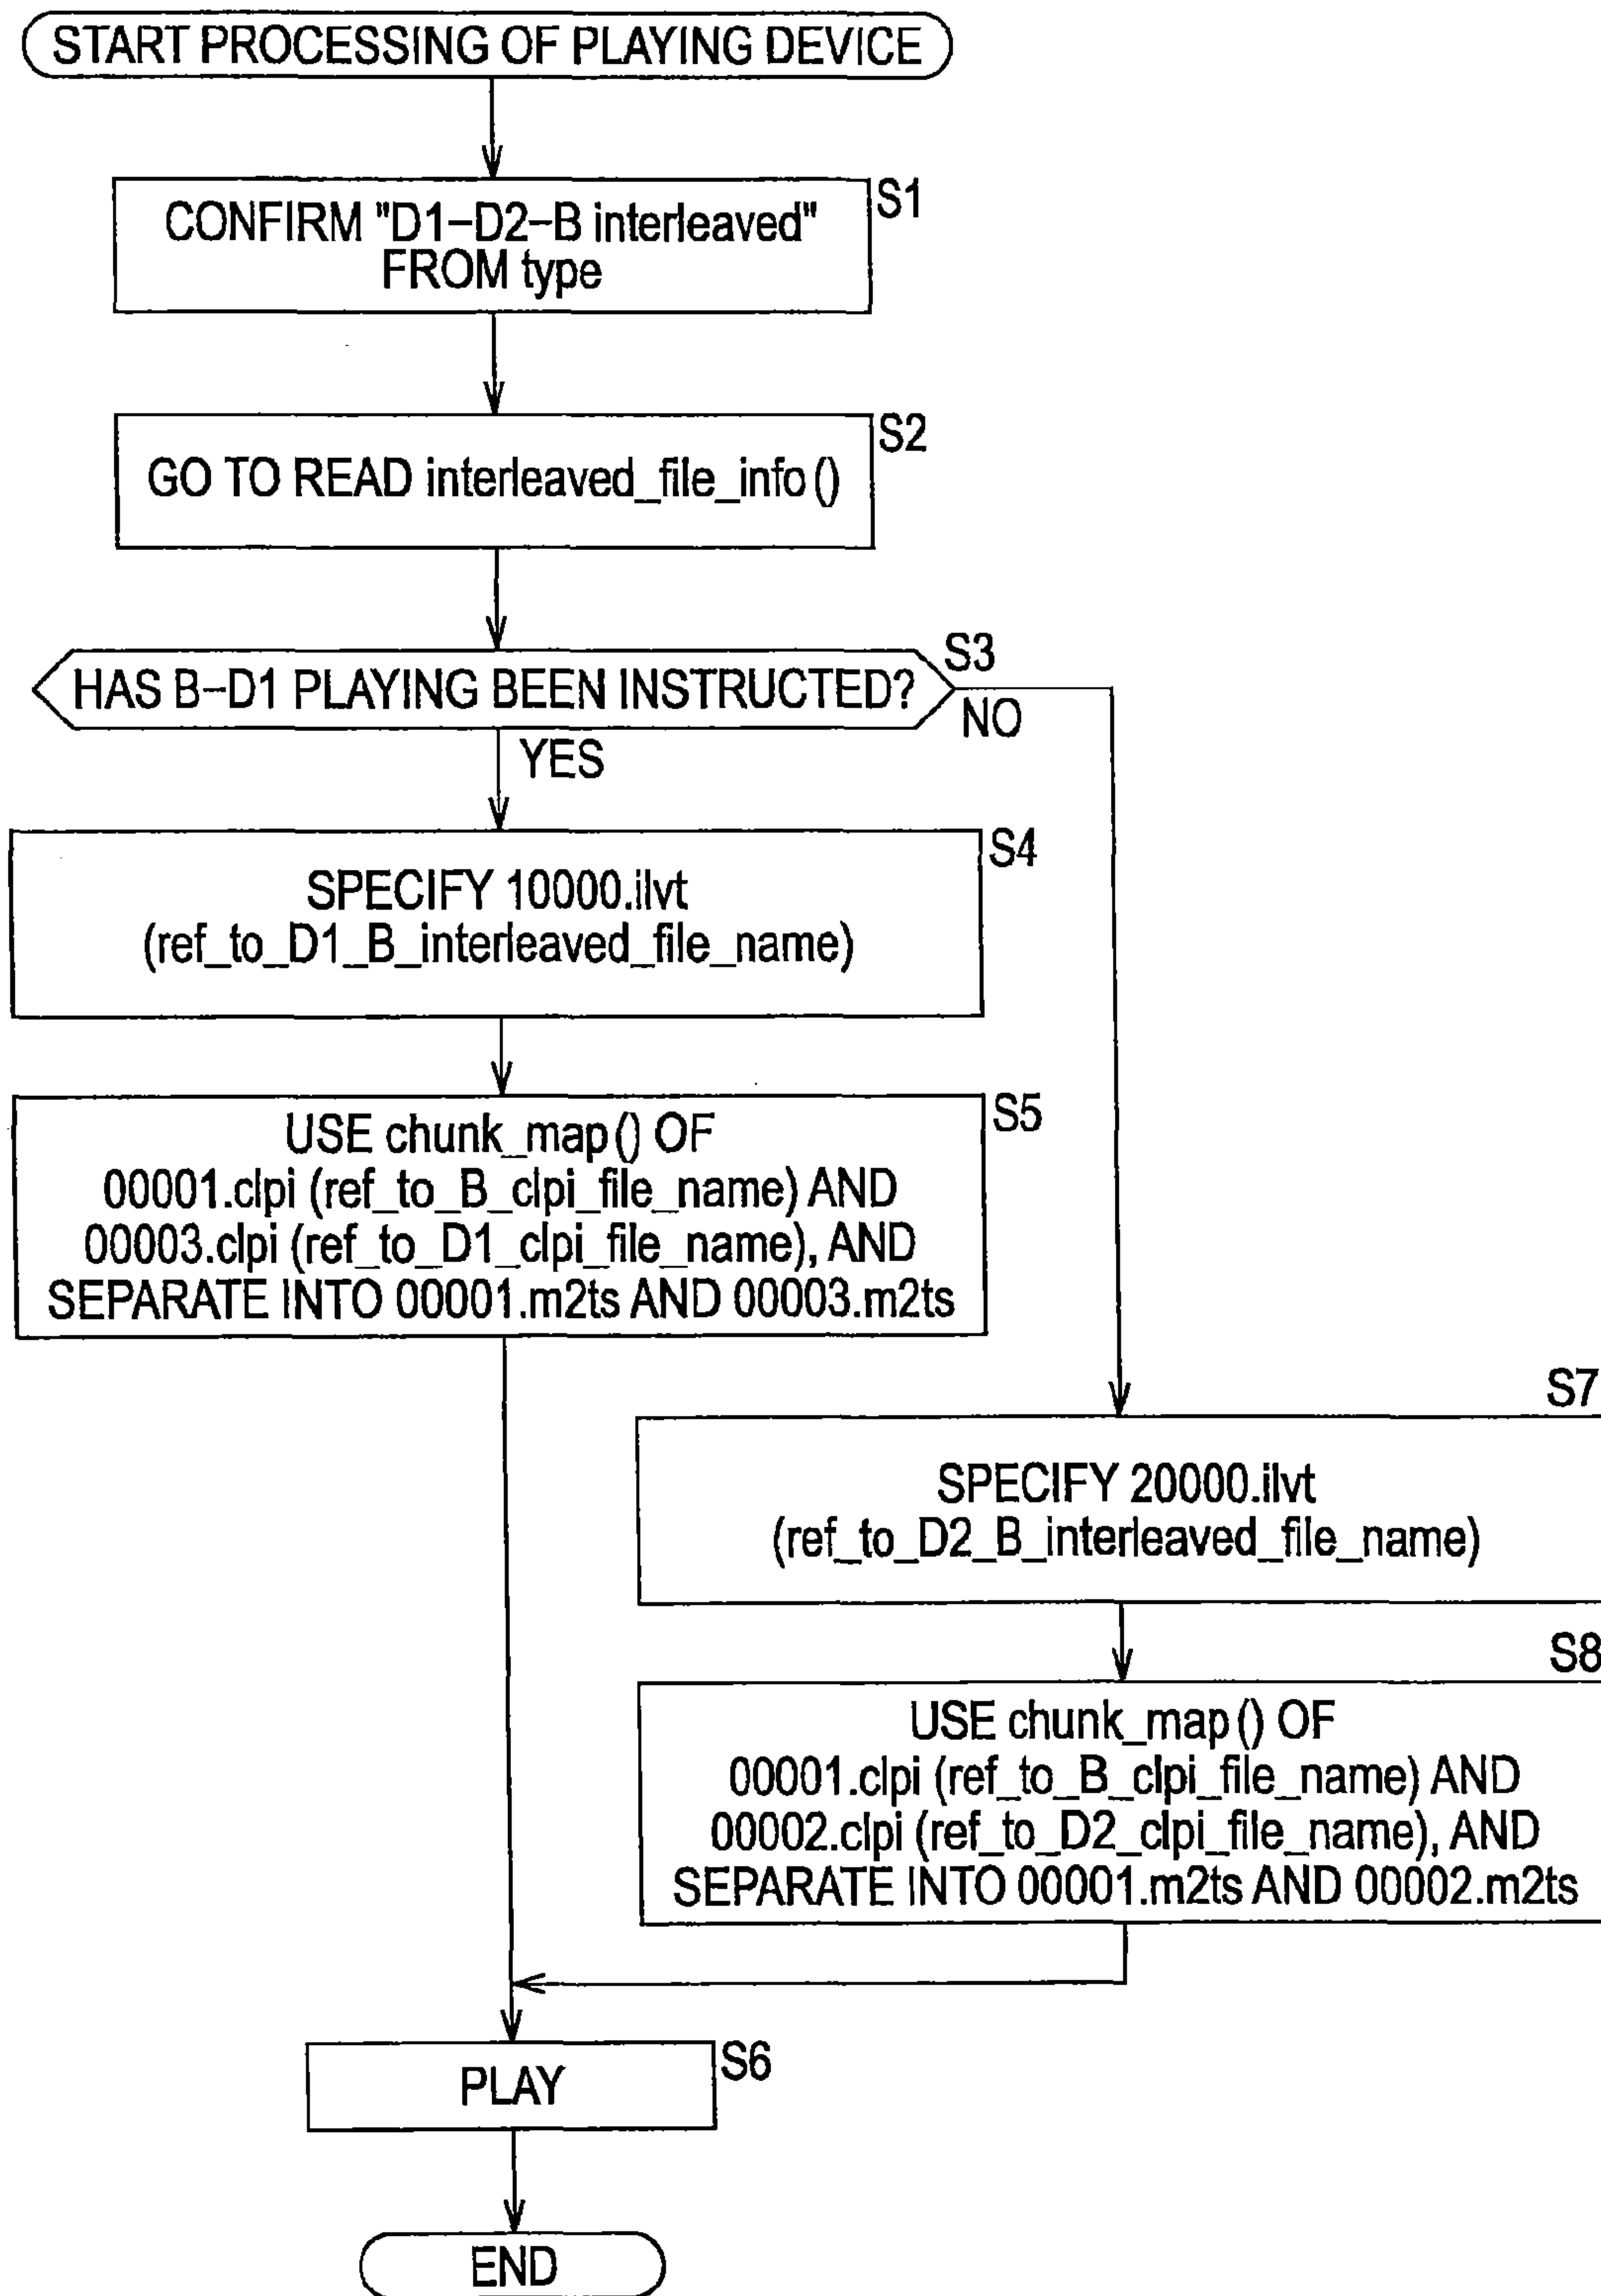 START PROCESSING OF PLAYING DEVICE
S1
CONFIRM "D1-D2-B interleaved"
FROM type
S2
GO TO READ interleaved_file_info()
S3
HAS B-D1 PLAYING BEEN INSTRUCTED?
NO
YES
S4
SPECIFY 10000.ilvt
(ref_to_D1_B_interleaved_file_name)
S5
USE chunk_map() OF
00001.clpi (ref_to_B_clpi_file_name) AND
00003.clpi (ref_to_D1_clpi_file_name), AND
SEPARATE INTO 00001.m2ts AND 00003.m2ts
S7
SPECIFY 20000.ilvt
(ref_to_D2_B_interleaved_file_name)
S8
USE chunk_map() OF
00001.clpi (ref_to_B_clpi_file_name) AND
00002.clpi (ref_to_D2_clpi_file_name), AND
SEPARATE INTO 00001.m2ts AND 00002.m2ts
S6
PLAY
END